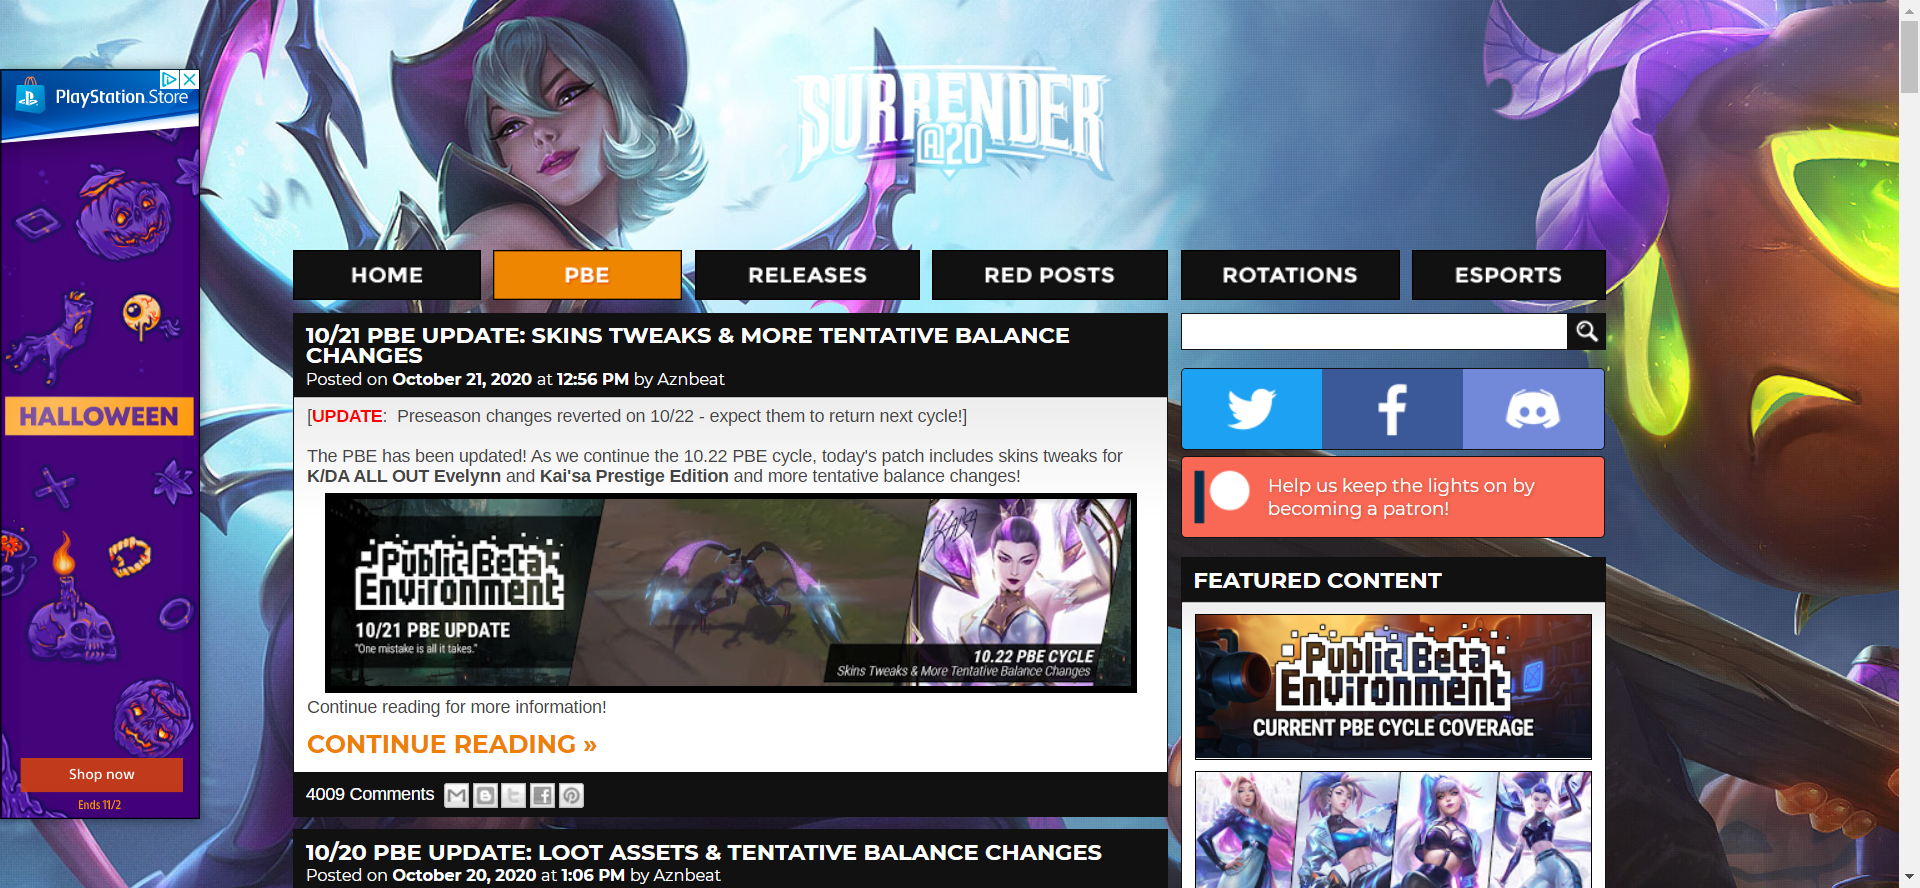 SURRENDER
@20
PlayStation Store
HALLOWEEN
Shop now
Ends 11/2
HOME
PBE
RELEASES
RED POSTS
ROTATIONS
ESPORTS
10/21 PBE UPDATE: SKINS TWEAKS & MORE TENTATIVE BALANCE
CHANGES
Posted on October 21, 2020 at 12:56 PM by Aznbeat
[UPDATE:  Preseason changes reverted on 10/22 - expect them to return next cycle!]
The PBE has been updated! As we continue the 10.22 PBE cycle, today's patch includes skins tweaks for
K/DA ALL OUT Evelynn and Kai'sa Prestige Edition and more tentative balance changes!
Public Beta
Environment
10/21 PBE UPDATE
"One mistake is all it takes."
KAI'SA
10.22 PBE CYCLE
Skins Tweaks & More Tentative Balance Changes
Continue reading for more information!
CONTINUE READING »
4009 Comments
10/20 PBE UPDATE: LOOT ASSETS & TENTATIVE BALANCE CHANGES
Posted on October 20, 2020 at 1:06 PM by Aznbeat
Help us keep the lights on by
becoming a patron!
FEATURED CONTENT
Public Beta
Environment
CURRENT PBE CYCLE COVERAGE